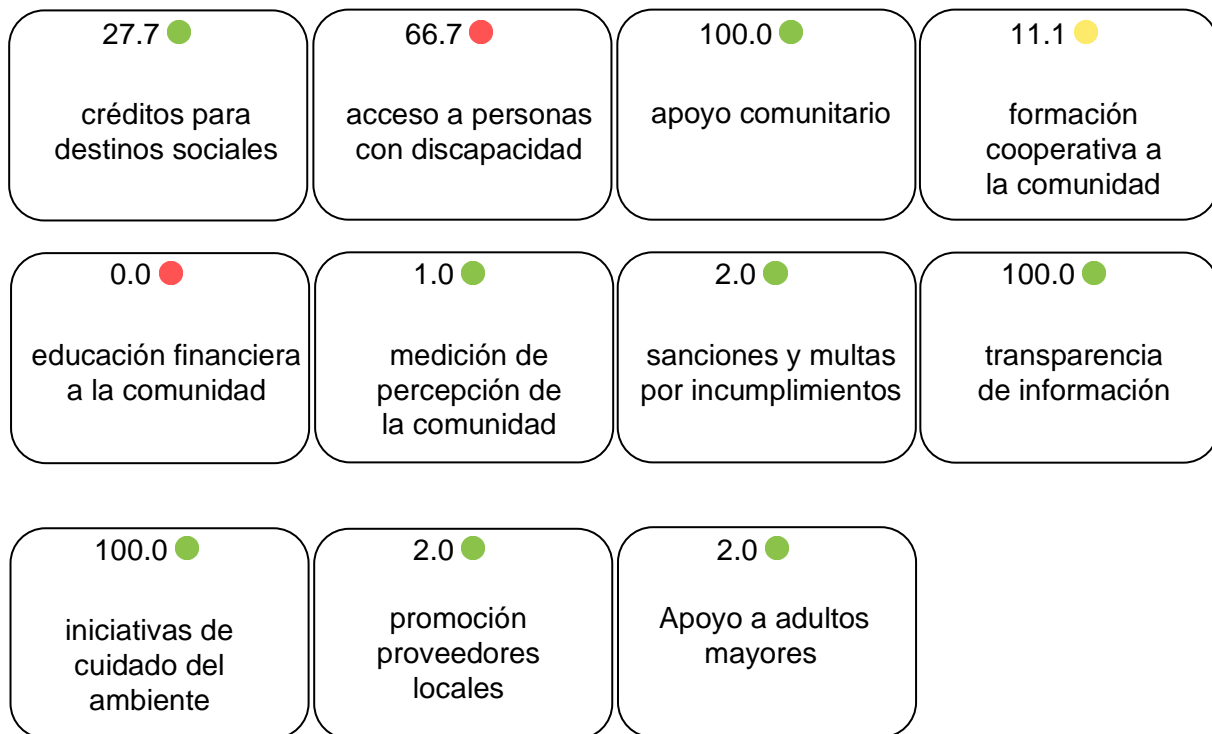 27.7
créditos para
destinos sociales
66.7
acceso a personas
con discapacidad
100.0
apoyo comunitario
11.1
formación
cooperativa a
la comunidad
0.0
educación financiera
a la comunidad
1.0
medición de
percepción de
la comunidad
2.0
sanciones y multas
por incumplimientos
100.0
transparencia
de información
100.0
iniciativas de
cuidado del
ambiente
2.0
promoción
proveedores
locales
2.0
Apoyo a adultos
mayores